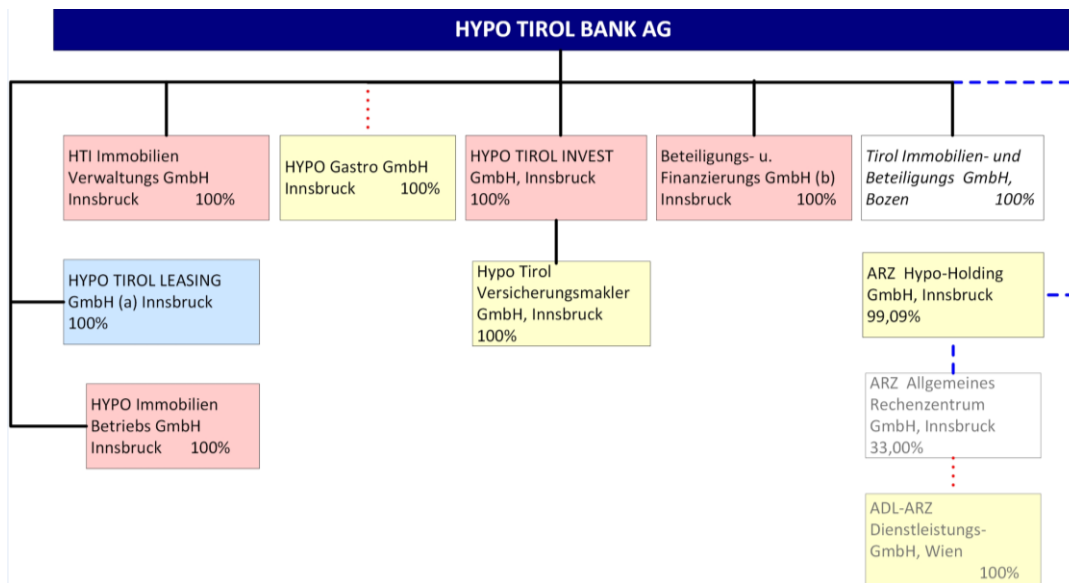 HYPO TIROL BANK AG
HTI Immobilien
Verwaltungs GmbH
Innsbruck 100%
HYPO Gastro GmbH
Innsbruck 100%
HYPO TIROL INVEST
GmbH, Innsbruck
100%
Beteiligungs- u.
Finanzierungs GmbH (b)
Innsbruck 100%
Tirol Immobilien- und
Beteiligungs GmbH,
Bozen 100%
HYPO TIROL LEASING
GmbH (a) Innsbruck
100%
Hypo Tirol
Versicherungsmakler
GmbH, Innsbruck
100%
ARZ Hypo-Holding
GmbH, Innsbruck
99,09%
HYPO Immobilien
Betriebs GmbH
Innsbruck 100%
ARZ Allgemeines
Rechenzentrum
GmbH, Innsbruck
33,00%
ADL-ARZ
Dienstleistungs-
GmbH, Wien
100%